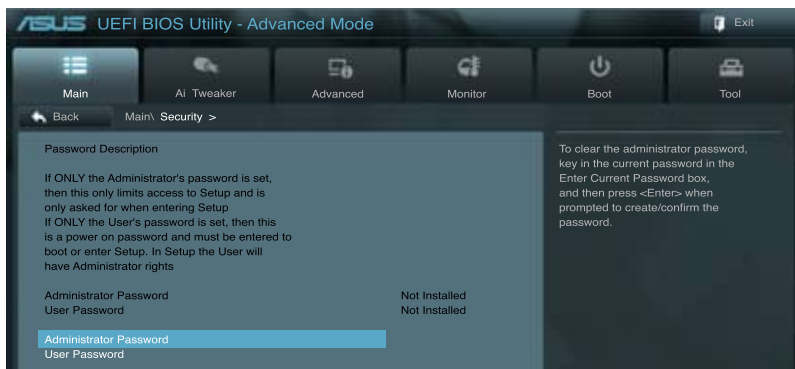 ASUS UEFI BIOS Utility - Advanced Mode
Exit
Main
Ai Tweaker
Advanced
Monitor
Boot
Tool
Back
Main\ Security >
Password Description
If ONLY the Administrator's password is set,
then this only limits access to Setup and is
only asked for when entering Setup
If ONLY the User's password is set, then this
is a power on password and must be entered to
boot or enter Setup. In Setup the User will
have Administrator rights
Administrator Password Not Installed
User Password Not Installed
Administrator Password
User Password
To clear the administrator password,
key in the current password in the
Enter Current Password box,
and then press <Enter> when
prompted to create/confirm the
password.